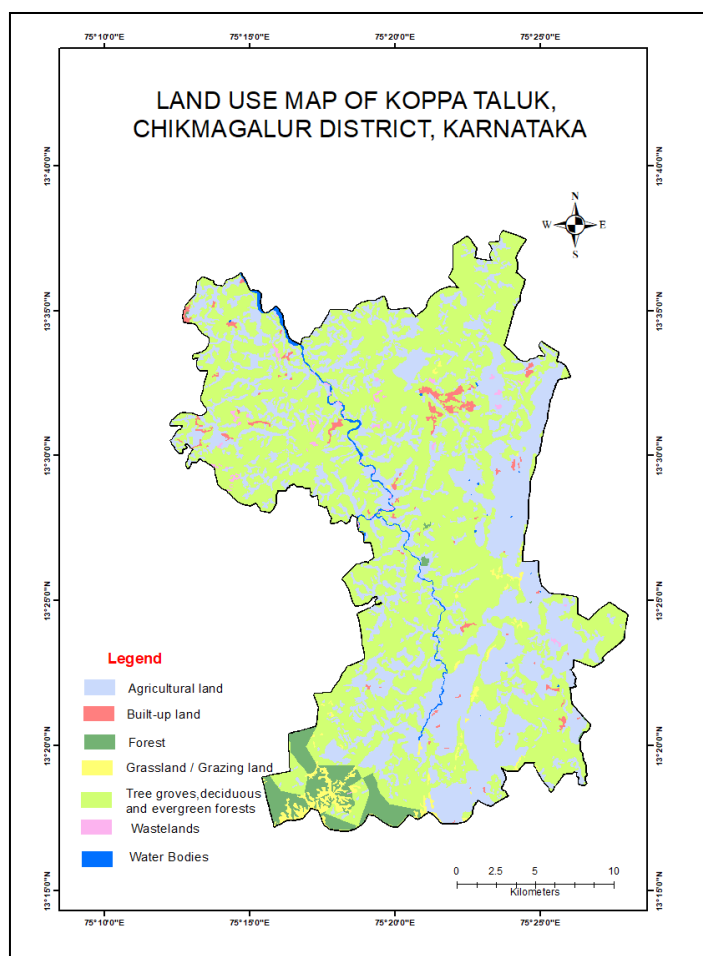 75°10'0"E 75°15'0"E 75°20'0"E 75°25'0"E
LAND USE MAP OF KOPPA TALUK,
CHIKMAGALUR DISTRICT, KARNATAKA
13°40'0"N 13°40'0"N
N
W E
S
13°35'0"N 13°35'0"N
13°30'0"N 13°30'0"N
13°25'0"N 13°25'0"N
Legend
Agricultural land
Built-up land
Forest
13°20'0"N 13°20'0"N
Grassland / Grazing land
Tree groves,deciduous
and evergreen forests
Wastelands
Water Bodies
0 2.5 5 10
Kilometers
13°15'0"N 13°15'0"N
75°10'0"E 75°15'0"E 75°20'0"E 75°25'0"E